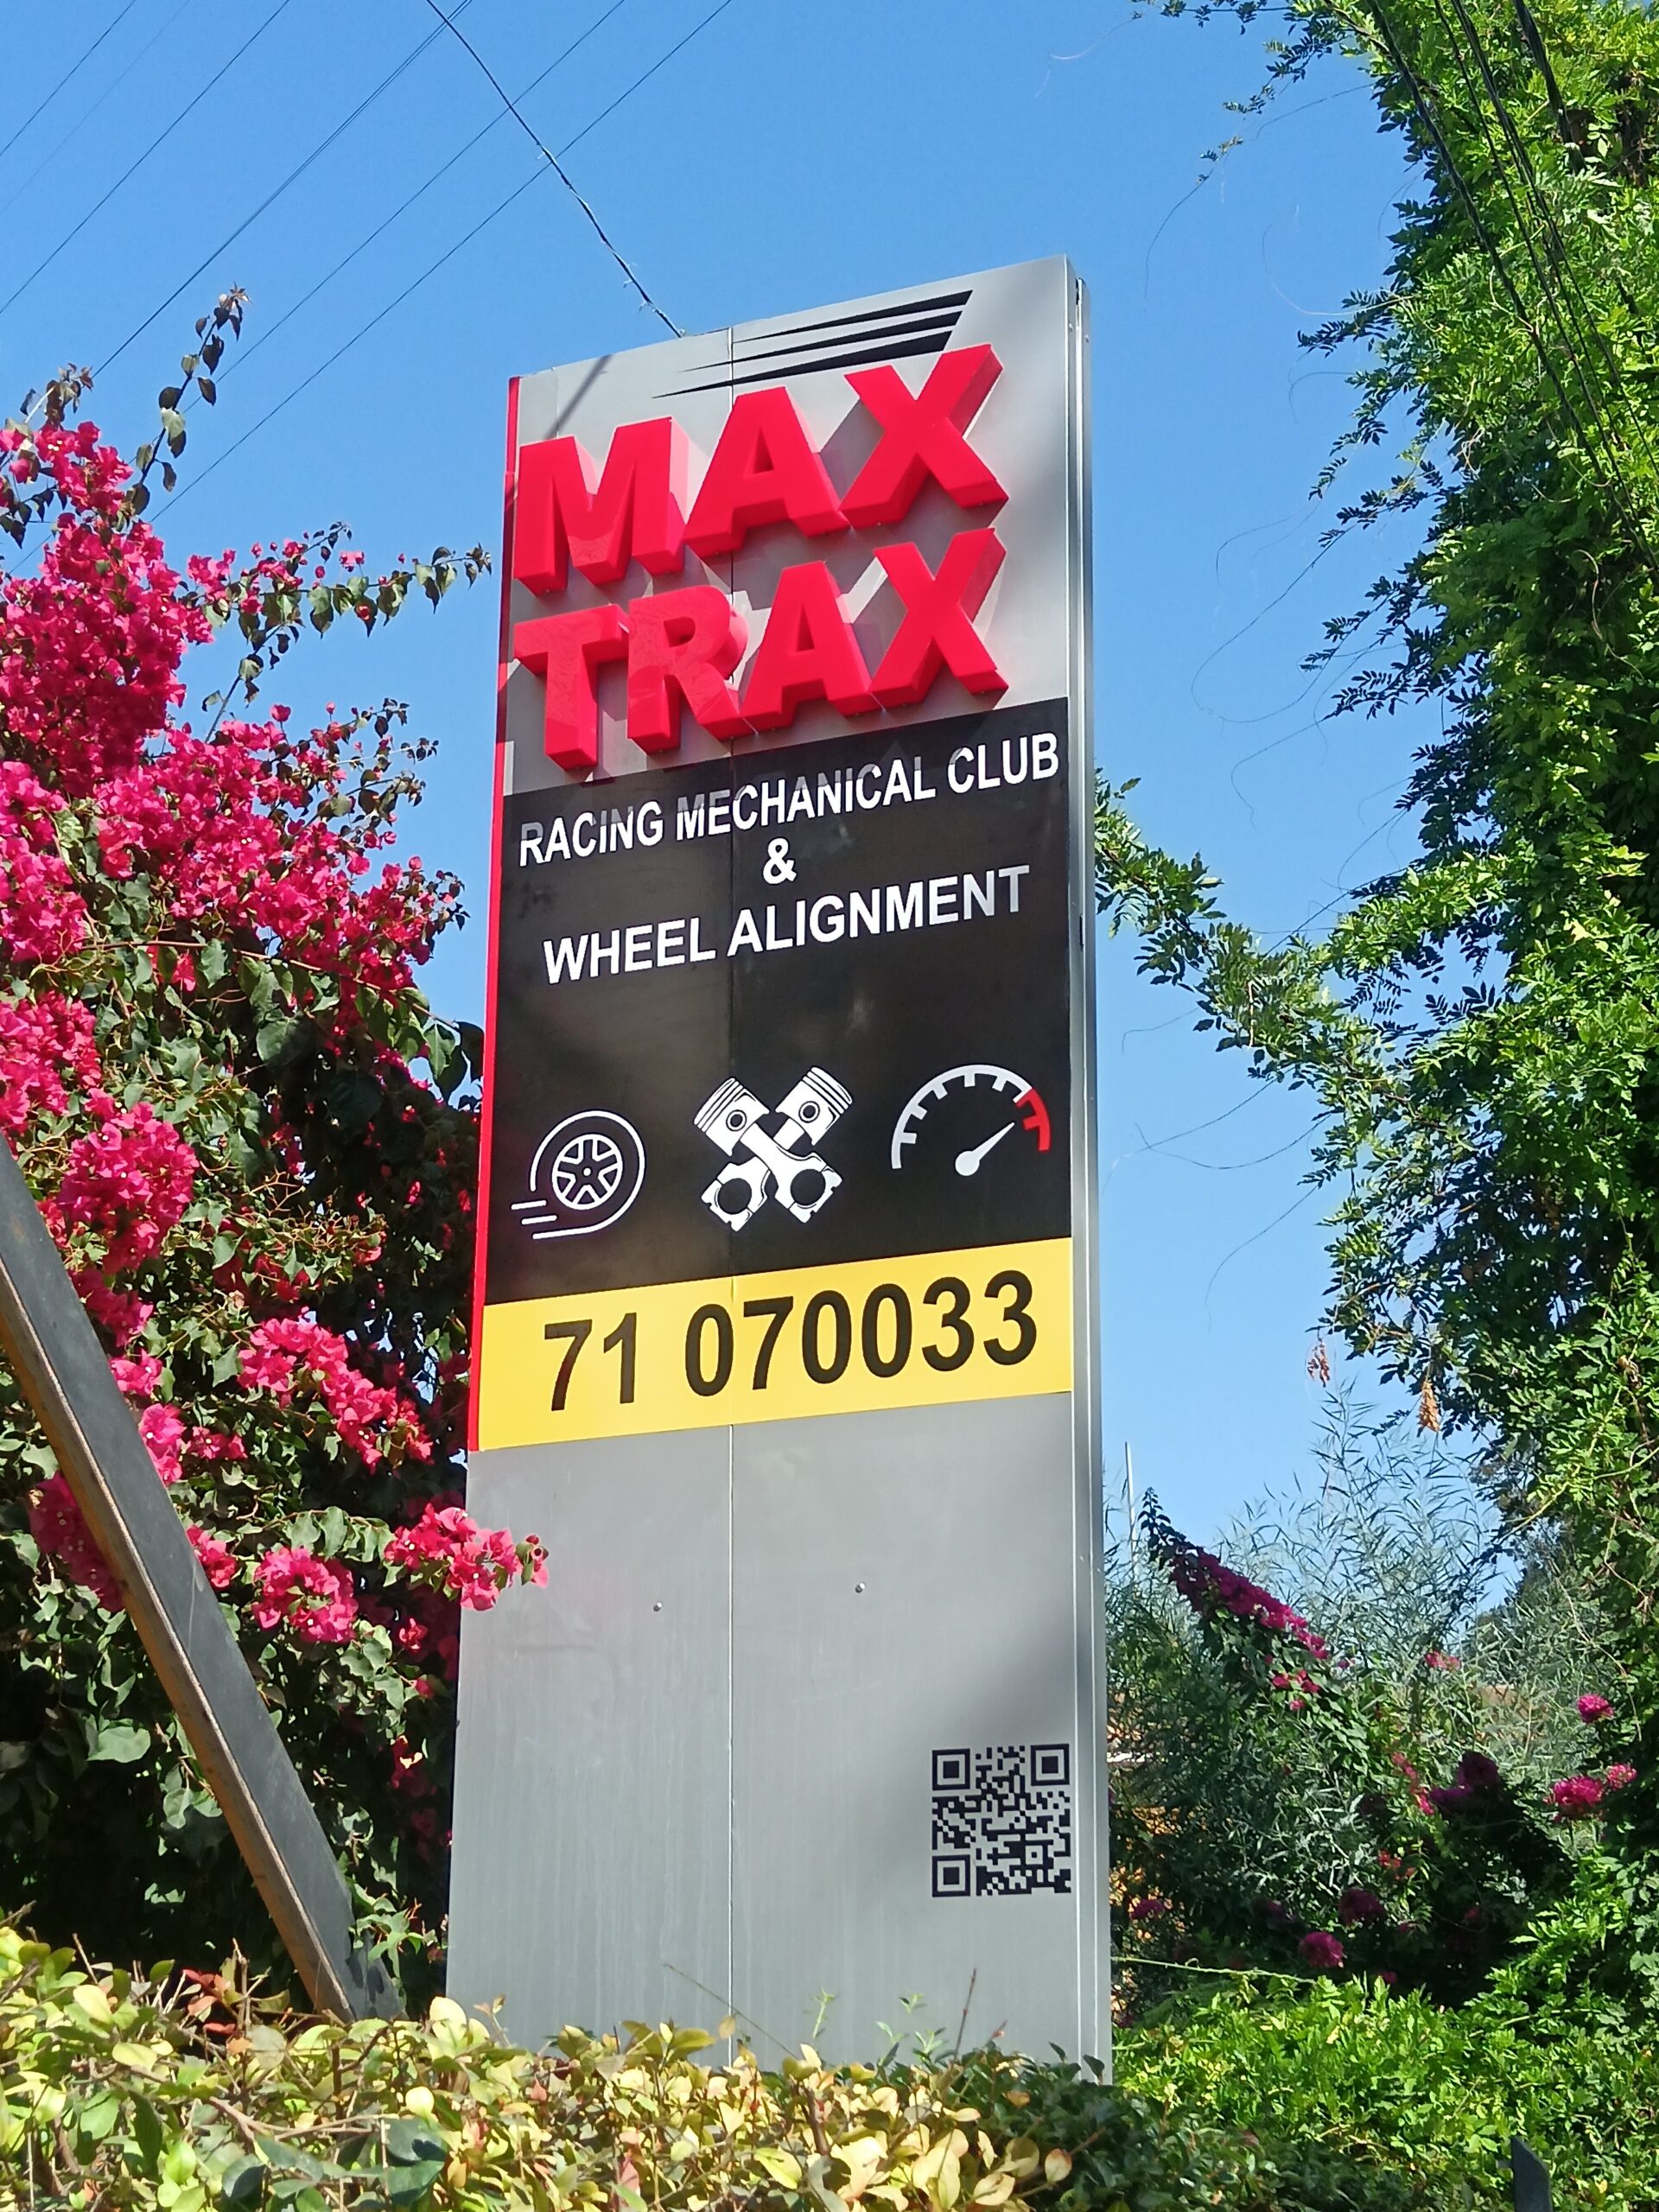 MAX
TRAX
RACING MECHANICAL CLUB
&
WHEEL ALIGNMENT
71 070033